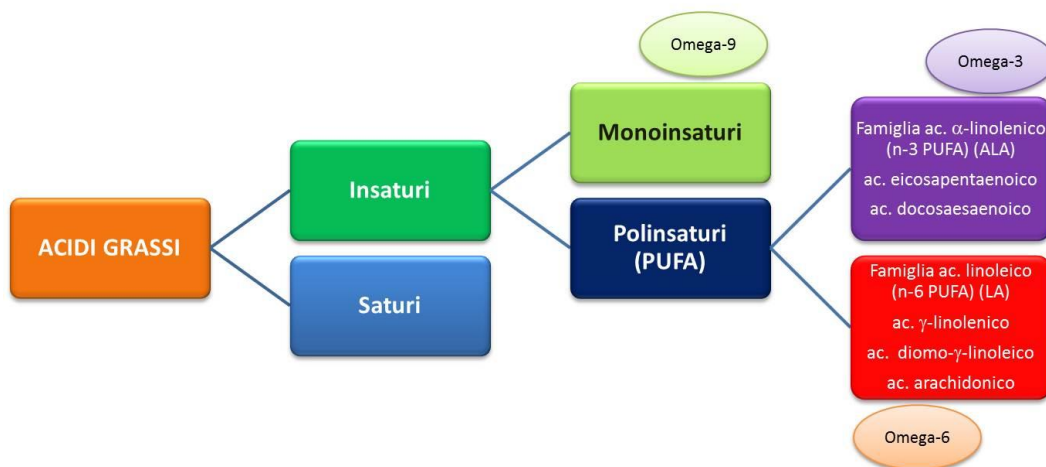 Omega-9
Omega-3
Monoinsaturi
Famiglia ac. α-linolenico
(n-3 PUFA) (ALA)
ac. eicosapentaenoico
ac. docosaesaenoico
Insaturi
ACIDI GRASSI
Polinsaturi
(PUFA)
Saturi
Famiglia ac. linoleico
(n-6 PUFA) (LA)
ac. γ-linolenico
ac. diomo-γ-linoleico
ac. arachidonico
Omega-6